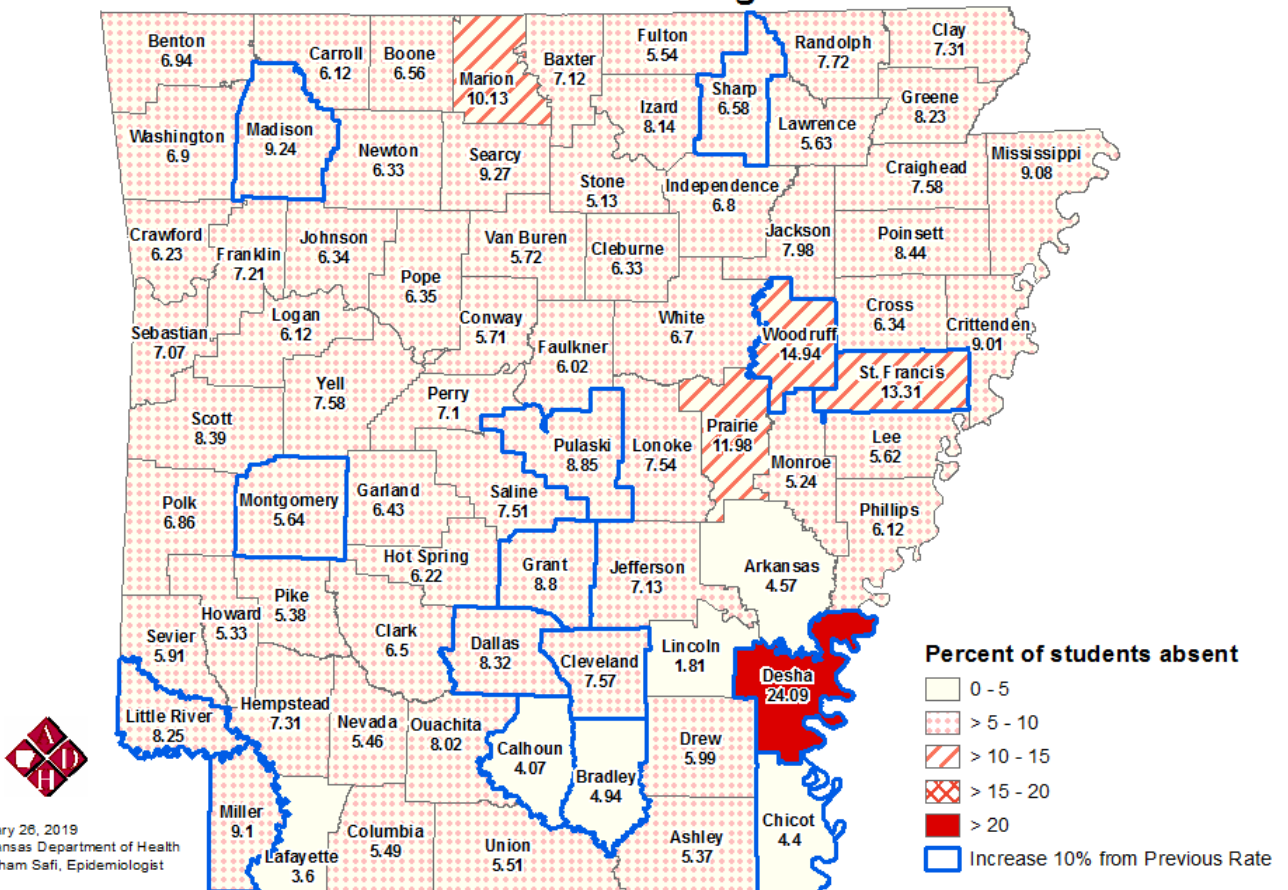 Benton
6.94
Carroll
6.12
Boone
6.56
Marion
10.13
Baxter
7.12
Fulton
5.54
Sharp
6.58
Randolph
7.72
Clay
7.31
Izard
8.14
Lawrence
5.63
Greene
8.23
Washington
6.9
Madison
9.24
Newton
6.33
Searcy
9.27
Stone
5.13
Independence
6.8
Craighead
7.58
Mississippi
9.08
Crawford
6.23
Franklin
7.21
Johnson
6.34
Pope
6.35
Van Buren
5.72
Cleburne
6.33
Jackson
7.98
Poinsett
8.44
Sebastian
7.07
Logan
6.12
Conway
5.71
Faulkner
6.02
White
6.7
Woodruff
14.94
Cross
6.34
Crittenden
9.01
St. Francis
13.31
Scott
8.39
Yell
7.58
Perry
7.1
Pulaski
8.85
Lonoke
7.54
Prairie
11.98
Monroe
5.24
Lee
5.62
Polk
6.86
Montgomery
5.64
Garland
6.43
Saline
7.51
Phillips
6.12
Hot Spring
6.22
Grant
8.8
Jefferson
7.13
Arkansas
4.57
Sevier
5.91
Howard
5.33
Pike
5.38
Clark
6.5
Dallas
8.32
Cleveland
7.57
Lincoln
1.81
Desha
24.09
Little River
8.25
Hempstead
7.31
Nevada
5.46
Ouachita
8.02
Calhoun
4.07
Bradley
4.94
Drew
5.99
Miller
9.1
Lafayette
3.6
Columbia
5.49
Union
5.51
Ashley
5.37
Chicot
4.4
Percent of students absent
0 - 5
> 5 - 10
> 10 - 15
> 15 - 20
> 20
Increase 10% from Previous Rate
A
D
H
ry 26, 2019
nsas Department of Health
ham Safi, Epidemiologist